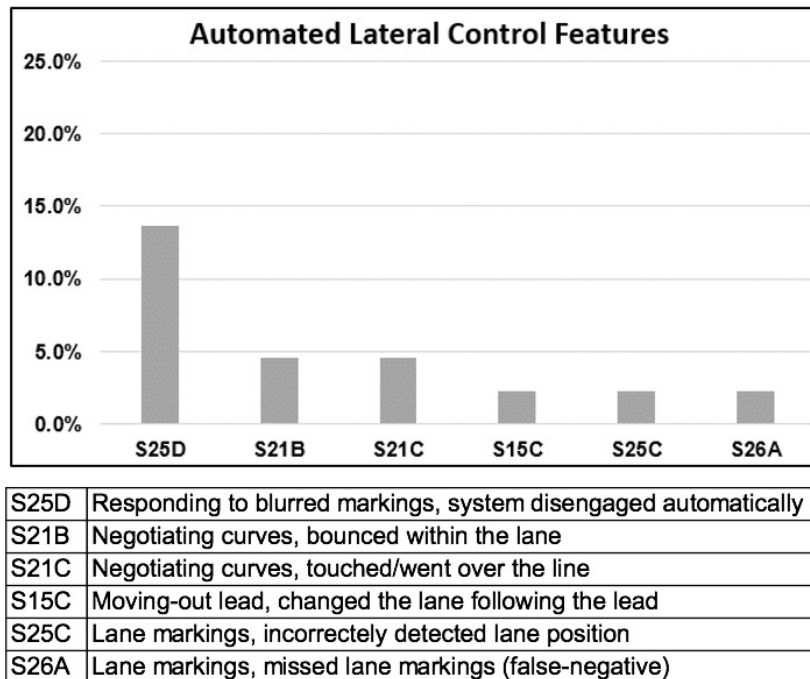 Automated Lateral Control Features
25.0%
20.0%
15.0%
10.0%
5.0%
0.0%
S25D S21B S21C S15C S25C S26A
S25D Responding to blurred markings, system disengaged automatically
S21B Negotiating curves, bounced within the lane
S21C Negotiating curves, touched/went over the line
S15C Moving-out lead, changed the lane following the lead
S25C Lane markings, incorrectely detected lane position
S26A Lane markings, missed lane markings (false-negative)